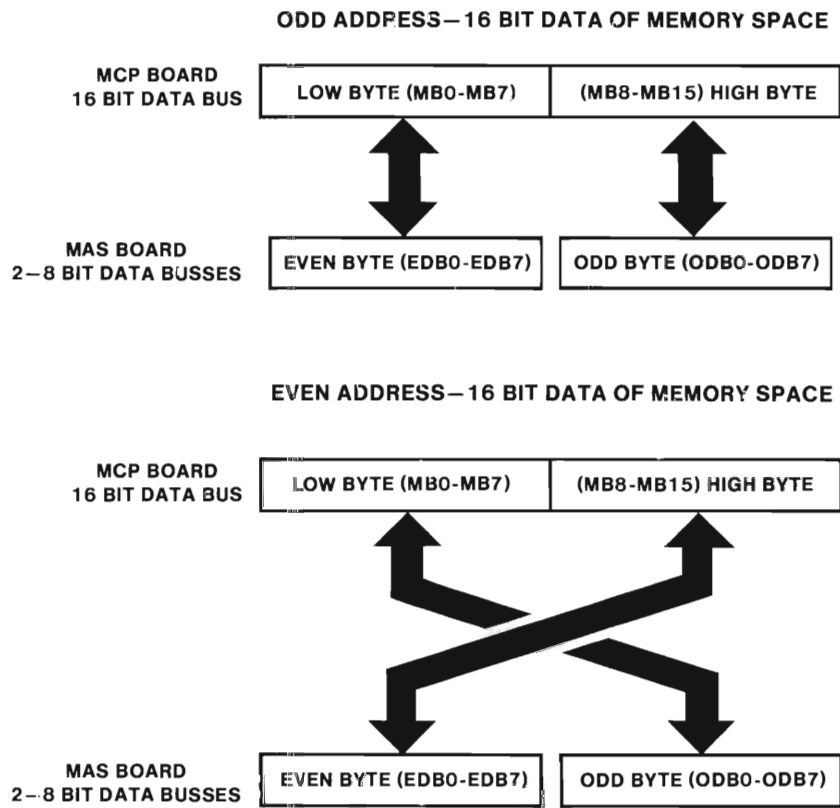 ODD ADDRESS—16 BIT DATA OF MEMORY SPACE
MCP BOARD
16 BIT DATA BUS
LOW BYTE (MB0-MB7)
(MB8-MB15) HIGH BYTE
MAS BOARD
2—8 BIT DATA BUSSES
EVEN BYTE (EDB0-EDB7)
ODD BYTE (ODB0-ODB7)
EVEN ADDRESS—16 BIT DATA OF MEMORY SPACE
MCP BOARD
16 BIT DATA BUS
LOW BYTE (MB0-MB7)
(MB8-MB15) HIGH BYTE
MAS BOARD
2—8 BIT DATA BUSSES
EVEN BYTE (EDB0-EDB7)
ODD BYTE (ODB0-ODB7)